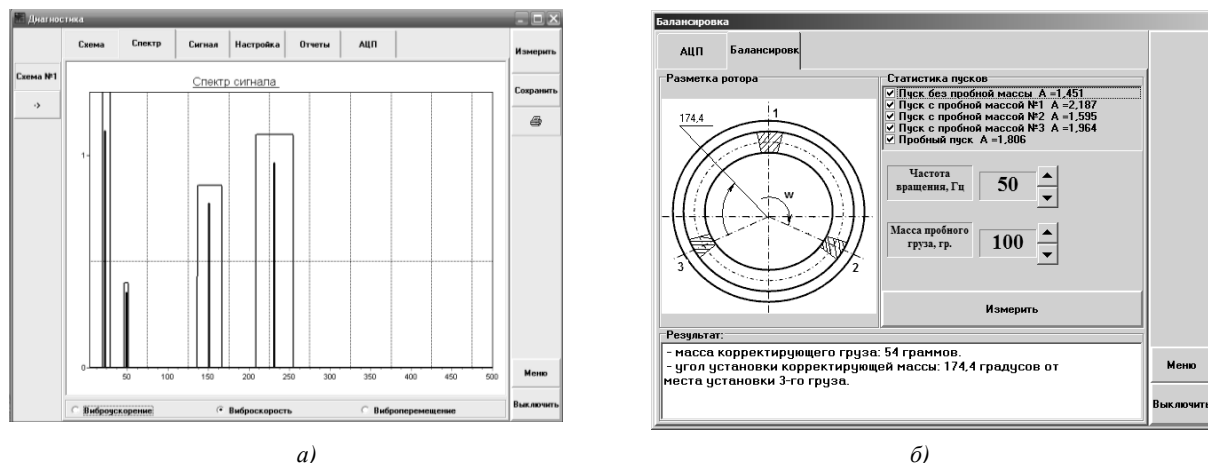 Диагностика
Схема Спектр Сигнал Настройка Отчеты АЦП
Схема №1
->
Измерить
Сохранить
Спектр сигнала
1
0
50 100 150 200 250 300 350 400 450 500
Виброускорение Виброскорость Виброперемещение
Меню
Выключить
а)
Балансировка
АЦП Балансировк
Разметка ротора
174,4
1
w
3
2
Статистика пусков
Пуск без пробной массы А =1,451
Пуск с пробной массой №1 А =2,187
Пуск с пробной массой №2 А =1,595
Пуск с пробной массой №3 А =1,964
Пробный пуск А =1,806
Частота
вращения, Гц
50
Масса пробного
груза, гр.
100
Измерить
Результат:
- масса корректирующего груза: 54 граммов.
- угол установки корректирующей массы: 174,4 градусов от
места установки 3-го груза.
Меню
Выключить
б)